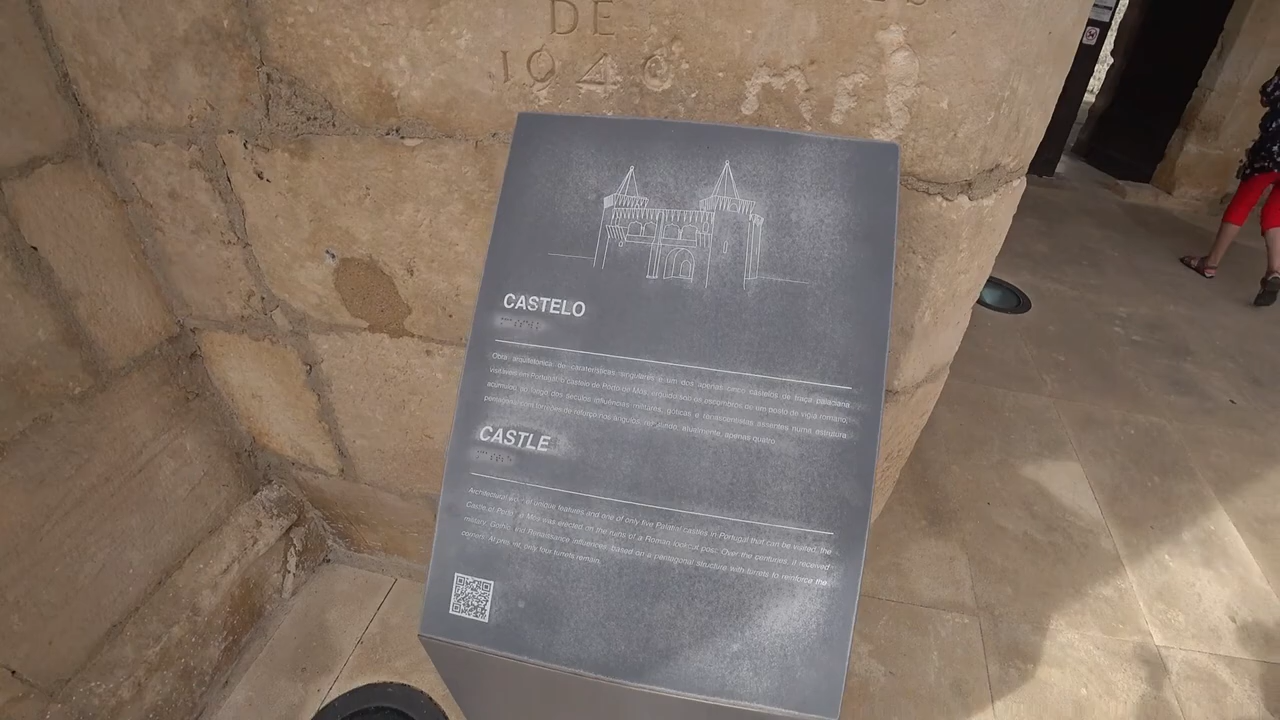 DE
1940
CASTELO
Obra arquitetónica de caraterísticas singulares e um dos apenas cinco castelos de traça palaciana
visitáveis em Portugal, o castelo de Porto de Mós, erguido sob os escombros de um posto de vigia romano,
acumulou ao longo dos séculos influências militares, góticas e renascentistas assentes numa estrutura
pentagonal com torreões de reforço nos ângulos, restando, atualmente, apenas quatro.
CASTLE
Architectural with unique features and one of only five Palatial castles in Portugal that can be visited, the
Castle of Porto de Mós was erected on the ruins of a Roman lookout post. Over the centuries, it received
military, Gothic and Renaissance influences, based on a pentagonal structure with turrets to reinforce the
corners. At present, only four turrets remain.